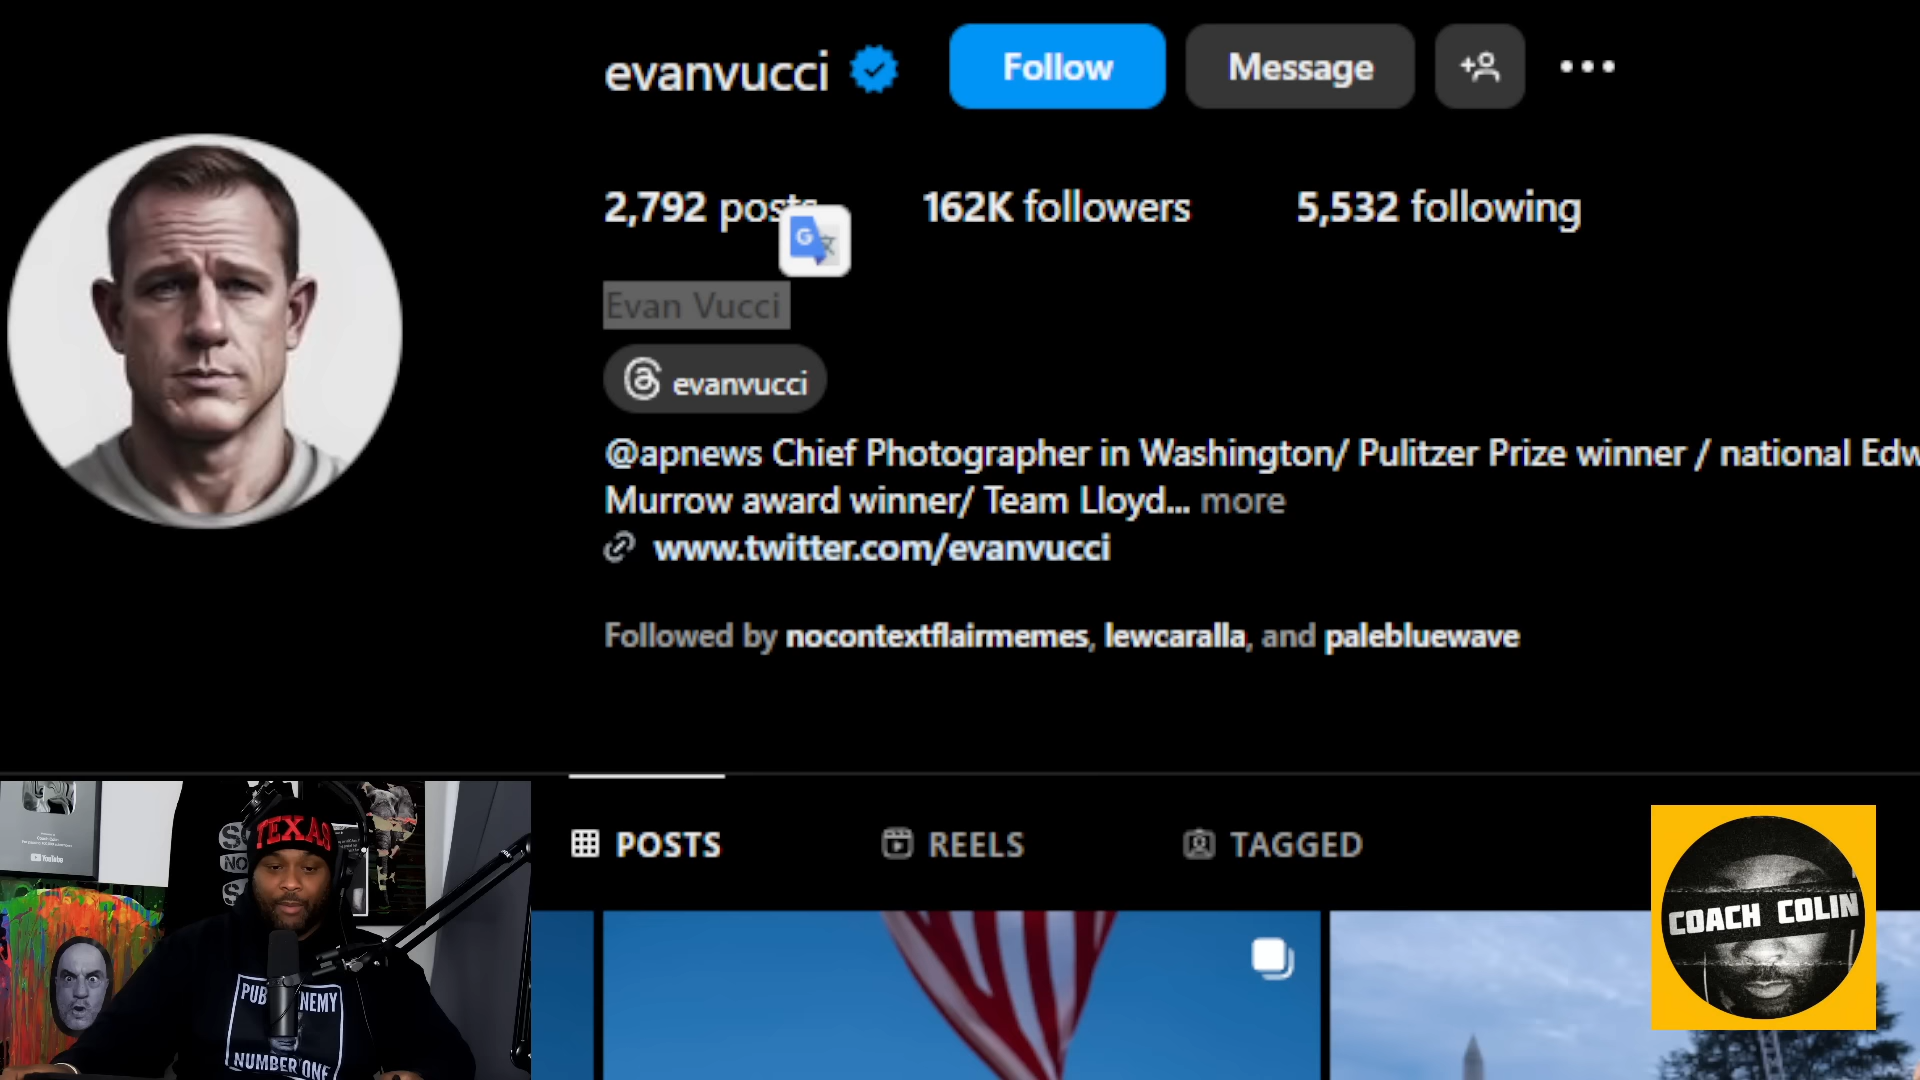 evanvucci
Follow
Message
2,792 posts
162K followers
5,532 following
Evan Vucci
evanvucci
@apnews Chief Photographer in Washington/ Pulitzer Prize winner / national Edw
Murrow award winner/ Team Lloyd... more
www.twitter.com/evanvucci
Followed by nocontextflairmemes, lewcaralla, and palebluewave
POSTS
REELS
TAGGED
YouTube
TEXAS
NUMBER ONE
COACH COLIN